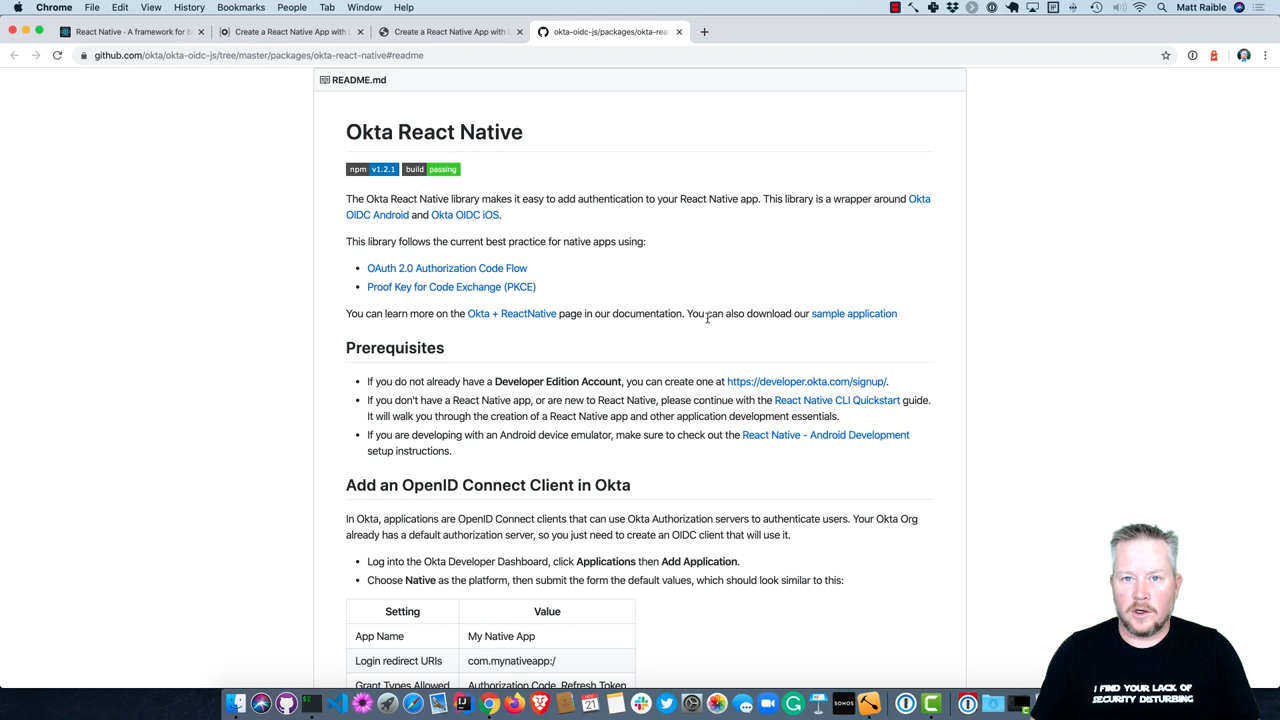 Chrome File Edit View History Bookmarks People Tab Window Help Matt Raible
React Native · A framework for b
Create a React Native App with
Create a React Native App with
okta-oidc-js/packages/okta-reac
github.com/okta/okta-oidc-js/tree/master/packages/okta-react-native#readme
README.md
Okta React Native
npm v1.2.1 build passing
The Okta React Native library makes it easy to add authentication to your React Native app. This library is a wrapper around Okta
OIDC Android and Okta OIDC iOS.
This library follows the current best practice for native apps using:
• OAuth 2.0 Authorization Code Flow
• Proof Key for Code Exchange (PKCE)
You can learn more on the Okta + ReactNative page in our documentation. You can also download our sample application
Prerequisites
• If you do not already have a Developer Edition Account, you can create one at https://developer.okta.com/signup/.
• If you don't have a React Native app, or are new to React Native, please continue with the React Native CLI Quickstart guide.
It will walk you through the creation of a React Native app and other application development essentials.
• If you are developing with an Android device emulator, make sure to check out the React Native - Android Development
setup instructions.
Add an OpenID Connect Client in Okta
In Okta, applications are OpenID Connect clients that can use Okta Authorization servers to authenticate users. Your Okta Org
already has a default authorization server, so you just need to create an OIDC client that will use it.
• Log into the Okta Developer Dashboard, click Applications then Add Application.
• Choose Native as the platform, then submit the form the default values, which should look similar to this:
Setting Value
App Name My Native App
Login redirect URIs com.mynativeapp:/
Grant Types Allowed Authorization Code, Refresh Token
21
SONOS
I FIND YOUR LACK OF
SECURITY DISTURBING